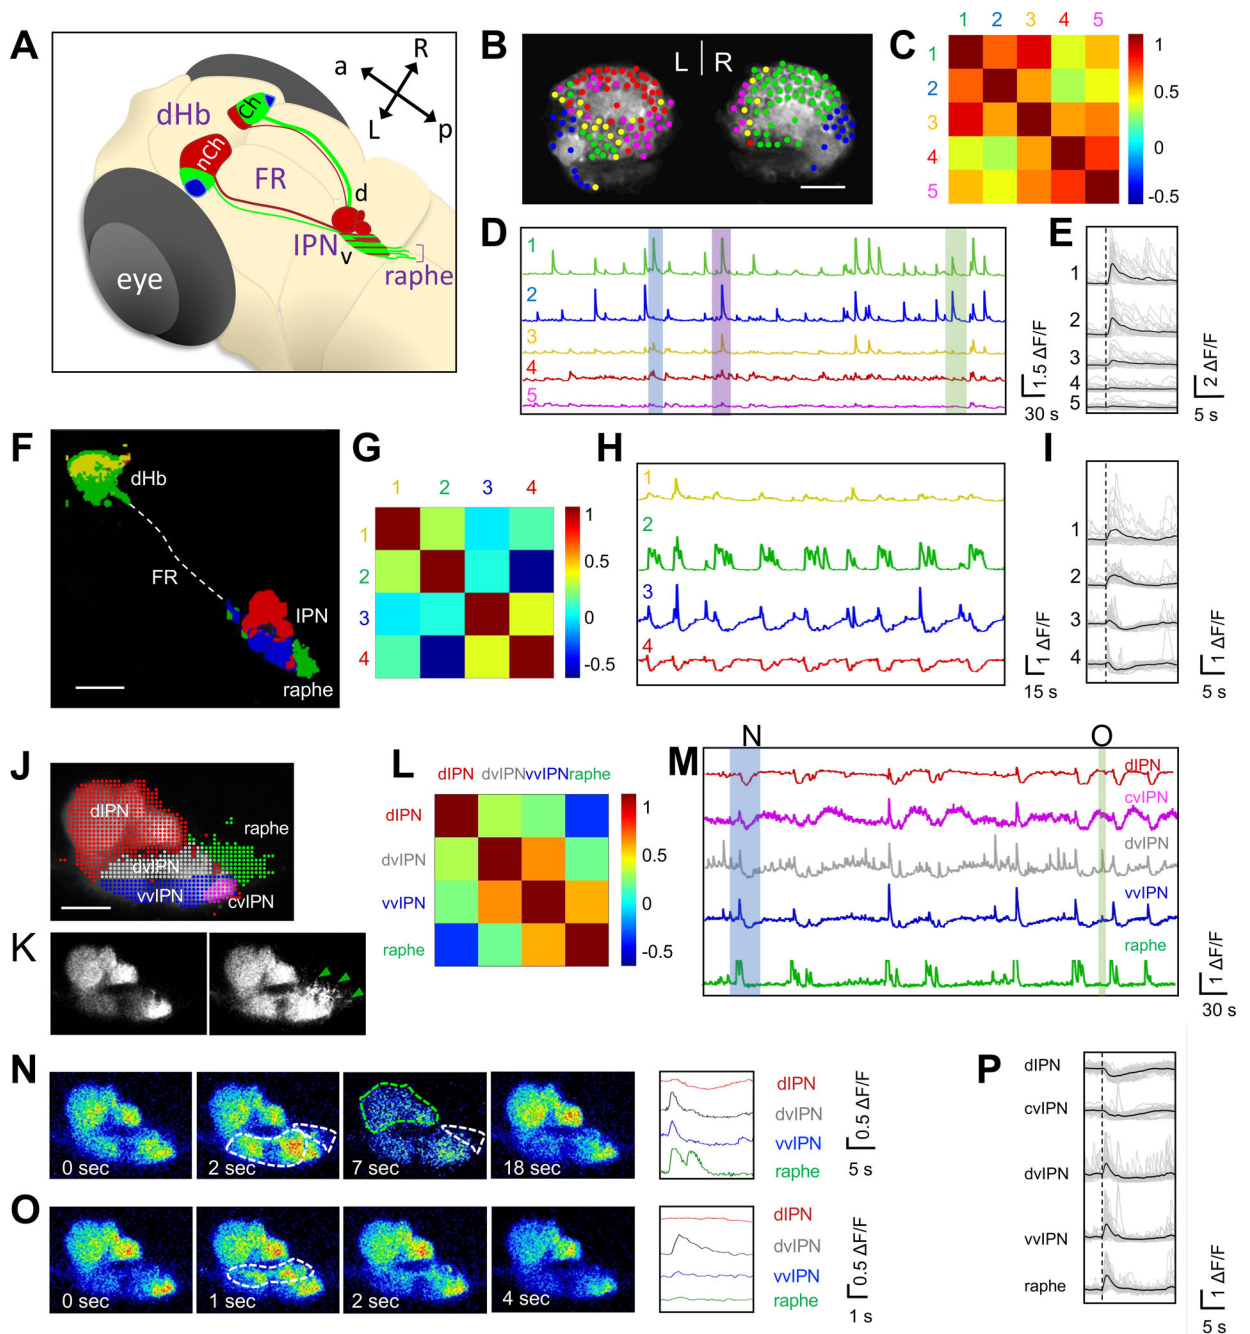 A
a
R
L
p
dHb
Ch
nCh
FR
d
IPN
v
raphe
eye
B
L | R
C
1 2 3 4 5
1
2
3
4
5
1
0.5
0
-0.5
D
1
2
3
4
5
1.5 ΔF/F
30 s
E
1
2
3
4
5
2 ΔF/F
5 s
F
dHb
FR
IPN
raphe
G
1 2 3 4
1
2
3
4
1
0.5
0
-0.5
H
1
2
3
4
1 ΔF/F
15 s
I
1
2
3
4
1 ΔF/F
5 s
J
dIPN
raphe
dvIPN
vvIPN
cvIPN
K
L
dIPN dvIPN vvIPN raphe
dIPN
dvIPN
vvIPN
raphe
1
0.5
0
-0.5
M
N
O
dIPN
cvIPN
dvIPN
vvIPN
raphe
1 ΔF/F
30 s
N
0 sec
2 sec
7 sec
18 sec
dIPN
dvIPN
vvIPN
raphe
0.5 ΔF/F
5 s
O
0 sec
1 sec
2 sec
4 sec
dIPN
dvIPN
vvIPN
raphe
0.5 ΔF/F
1 s
P
dIPN
cvIPN
dvIPN
vvIPN
raphe
1 ΔF/F
5 s